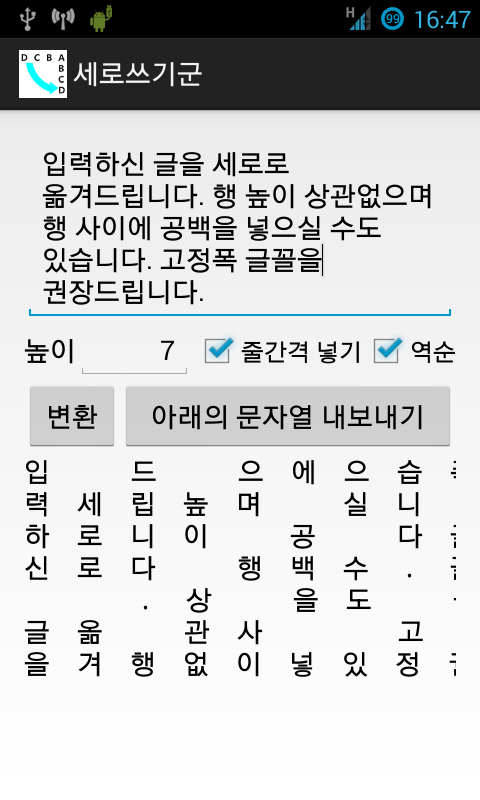 H 99 16:47
D C B A
B
C
D
세로쓰기군
입력하신 글을 세로로
옮겨드립니다. 행 높이 상관없으며
행 사이에 공백을 넣으실 수도
있습니다. 고정폭 글꼴을
권장드립니다.
높이 7 줄간격 넣기 역순
변환 아래의 문자열 내보내기
입 드 으 에 으 습
력 세 립 높 며 실 니
하 로 니 이 공 다
신 로 다 행 백 수 .
. 상 을 도
글 옮 관 사 고
을 겨 행 없 이 넣 있 정